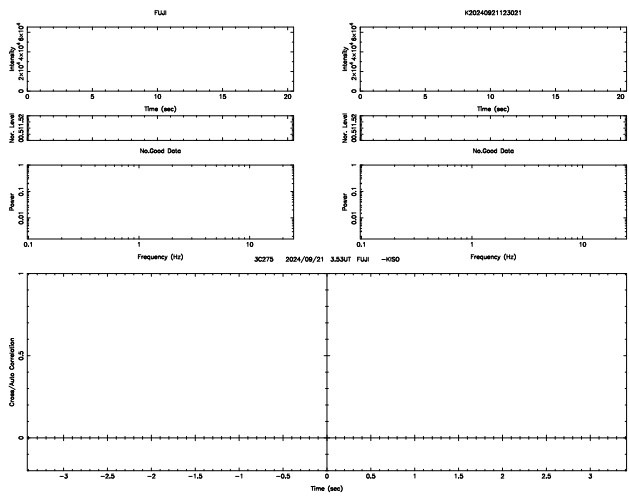 FUJI
K20240921123021
Intensity
0 2×10⁴ 4×10⁴ 6×10⁴
0 5 10 15 20
Time (sec)
Intensity
0 2×10⁴ 4×10⁴ 6×10⁴
0 5 10 15 20
Time (sec)
Nor. Level
0 0.5 1 1.5 2
Nor. Level
0 0.5 1 1.5 2
No.Good Data
No.Good Data
Power
1
0.1
0.01
0.1 1 10
Frequency (Hz)
Power
1
0.1
0.01
0.1 1 10
Frequency (Hz)
3C275 2024/09/21 3.53UT FUJI -KISO
Cross/Auto Correlation
1
0.5
0
-3 -2.5 -2 -1.5 -1 -0.5 0 0.5 1 1.5 2 2.5 3
Time (sec)